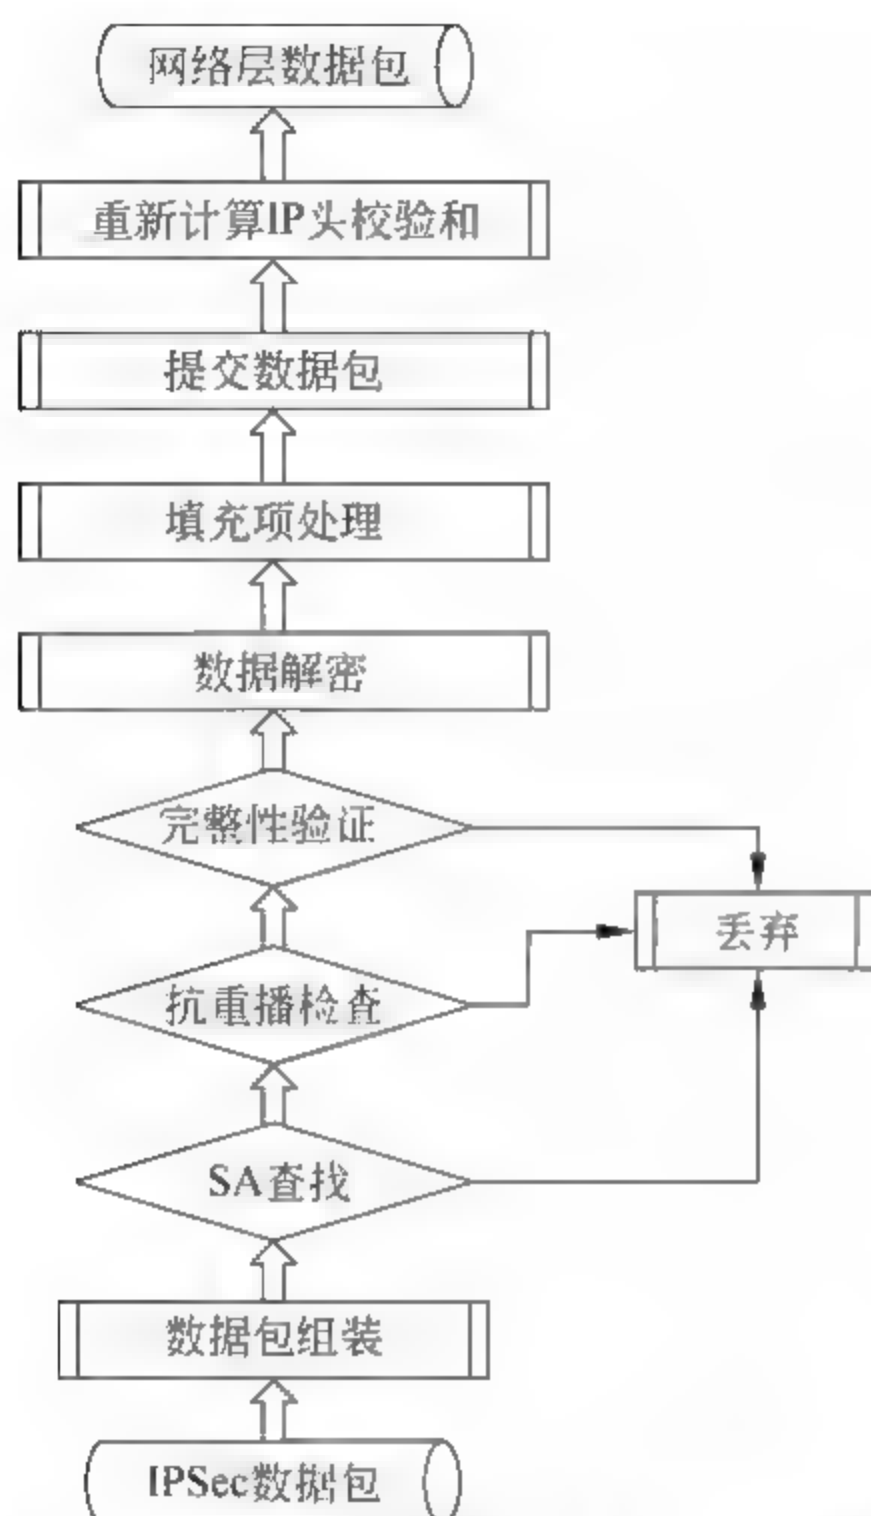 网络层数据包
重新计算IP头校验和
提交数据包
填充项处理
数据解密
完整性验证
丢弃
抗重播检查
SA查找
数据包组装
IPSec数据包